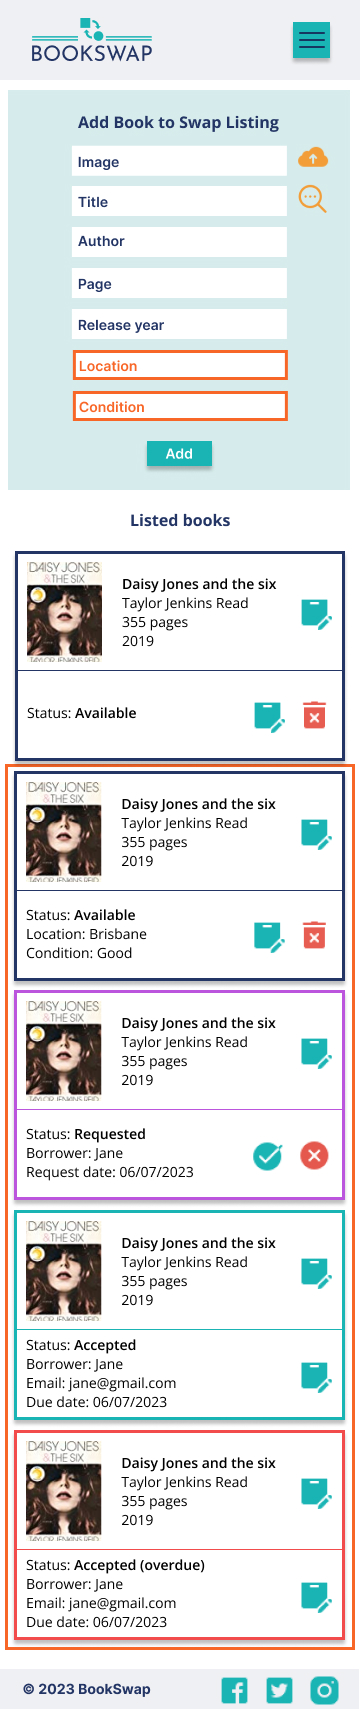 BOOKSWAP
Add Book to Swap Listing
Image
Title
Author
Page
Release year
Location
Condition
Add
Listed books
DAISY JONES
& THE SIX
TAYLOR JENKINS REID
Daisy Jones and the six
Taylor Jenkins Read
355 pages
2019
Status: Available
DAISY JONES
& THE SIX
TAYLOR JENKINS REID
Daisy Jones and the six
Taylor Jenkins Read
355 pages
2019
Status: Available
Location: Brisbane
Condition: Good
DAISY JONES
& THE SIX
TAYLOR JENKINS REID
Daisy Jones and the six
Taylor Jenkins Read
355 pages
2019
Status: Requested
Borrower: Jane
Request date: 06/07/2023
DAISY JONES
& THE SIX
TAYLOR JENKINS REID
Daisy Jones and the six
Taylor Jenkins Read
355 pages
2019
Status: Accepted
Borrower: Jane
Email: jane@gmail.com
Due date: 06/07/2023
DAISY JONES
& THE SIX
TAYLOR JENKINS REID
Daisy Jones and the six
Taylor Jenkins Read
355 pages
2019
Status: Accepted (overdue)
Borrower: Jane
Email: jane@gmail.com
Due date: 06/07/2023
© 2023 BookSwap